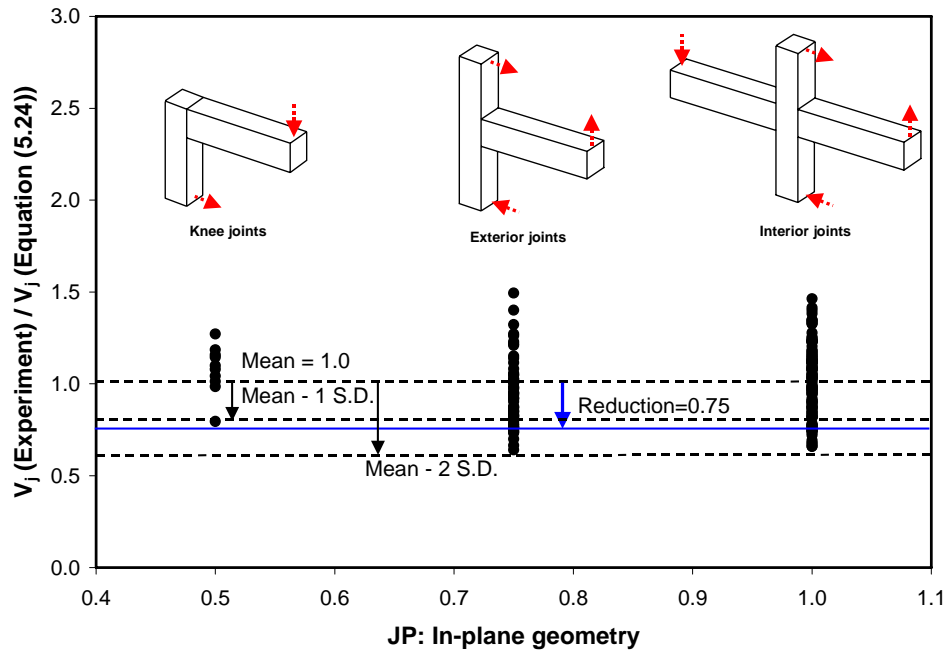 3.0
2.5
2.0
1.5
1.0
0.5
0.0
V_j (Experiment) / V_j (Equation (5.24))
Knee joints
Exterior joints
Interior joints
Mean = 1.0
Mean - 1 S.D.
Reduction=0.75
Mean - 2 S.D.
0.4 0.5 0.6 0.7 0.8 0.9 1.0 1.1
JP: In-plane geometry